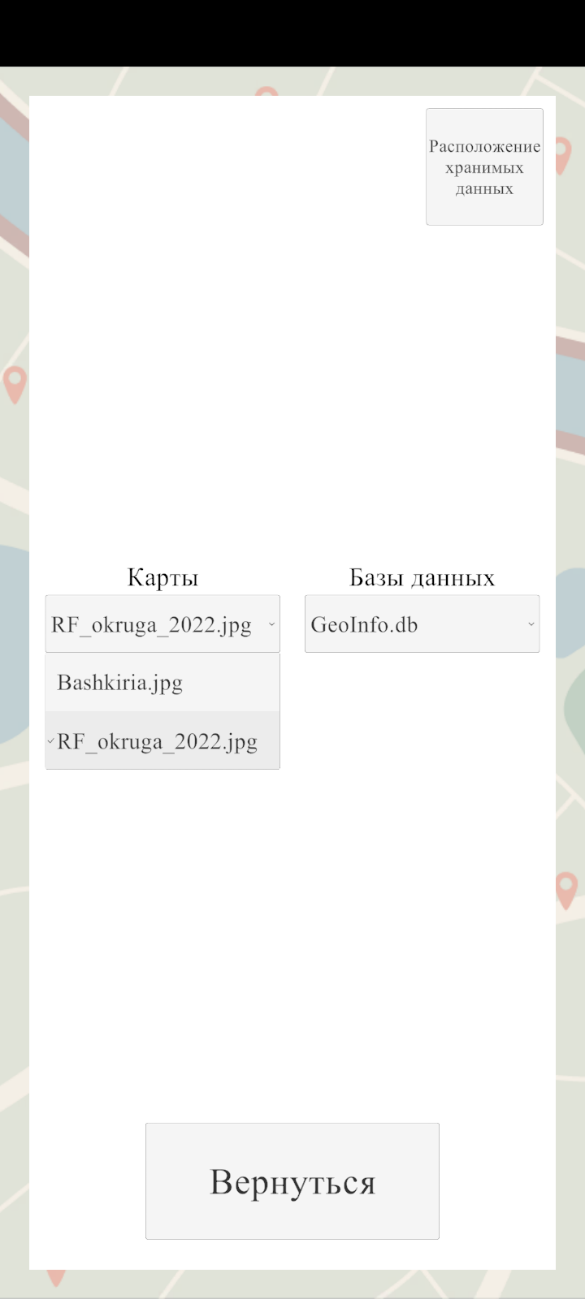 Расположение
хранимых
данных
Карты
Базы данных
RF_okruga_2022.jpg
GeoInfo.db
Bashkiria.jpg
RF_okruga_2022.jpg
Вернуться